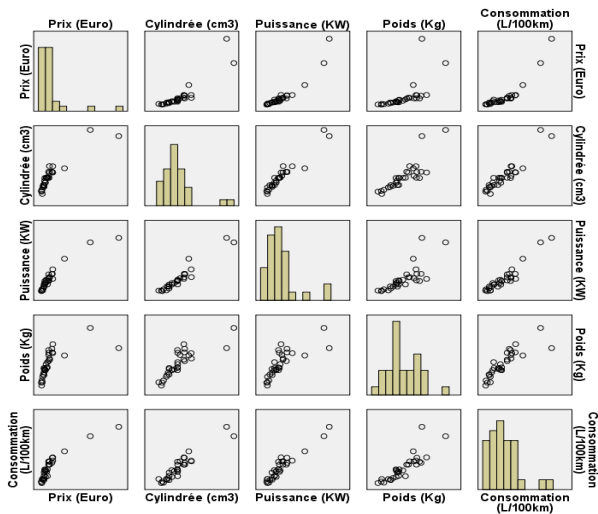 Prix (Euro)
Cylindrée (cm3)
Puissance (KW)
Poids (Kg)
Consommation
(L/100km)
Prix (Euro)
Prix (Euro)
Cylindrée (cm3)
Cylindrée (cm3)
Puissance (KW)
Puissance (KW)
Poids (Kg)
Poids (Kg)
Consommation
(L/100km)
Consommation
(L/100km)
Prix (Euro)
Cylindrée (cm3)
Puissance (KW)
Poids (Kg)
Consommation
(L/100km)